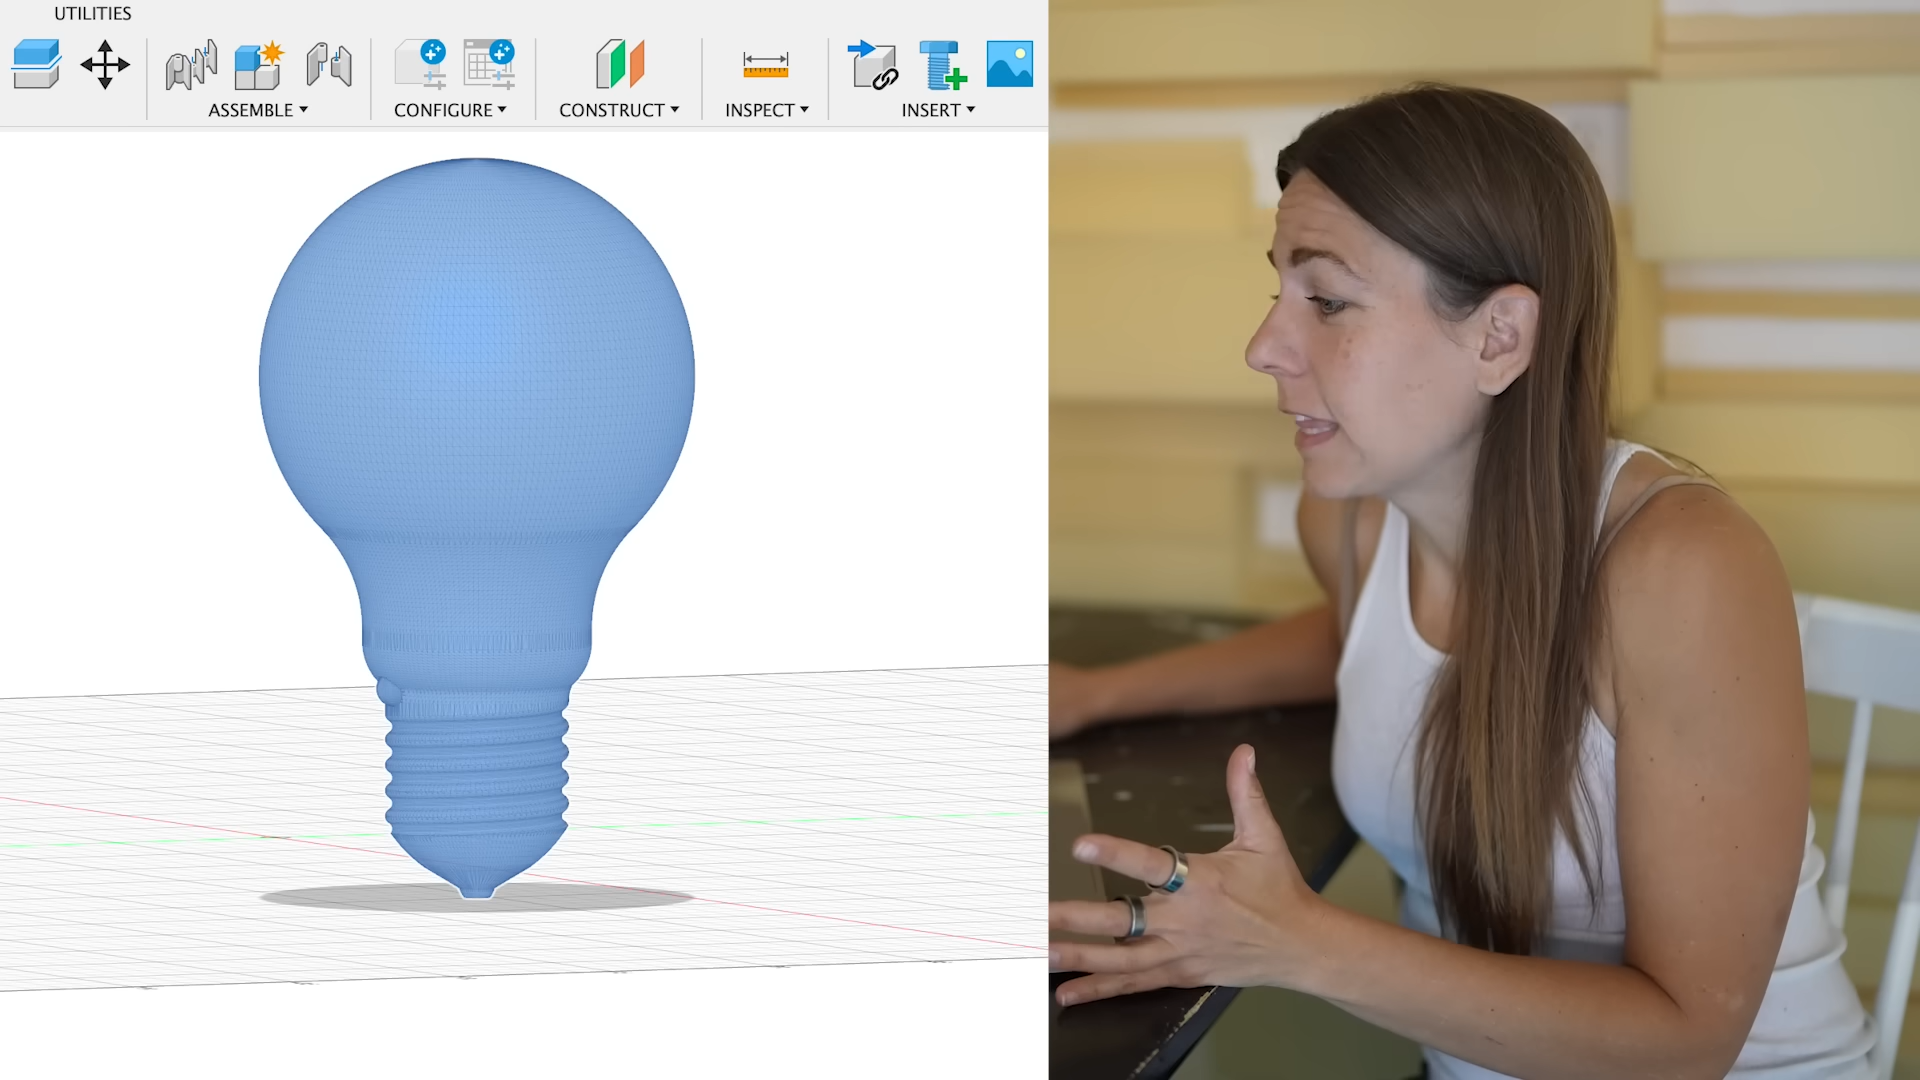 UTILITIES
ASSEMBLE
CONFIGURE
CONSTRUCT
INSPECT
INSERT